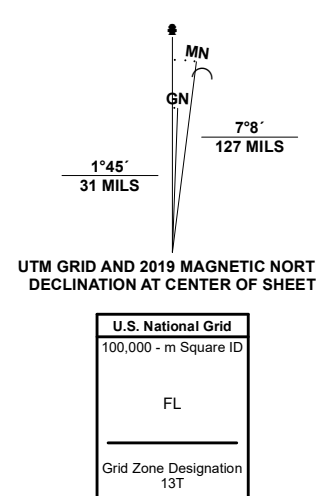 MN
GN
7°8´
127 MILS
1°45´
31 MILS
UTM GRID AND 2019 MAGNETIC NORT
DECLINATION AT CENTER OF SHEET
U.S. National Grid
100,000 - m Square ID
FL
Grid Zone Designation
13T